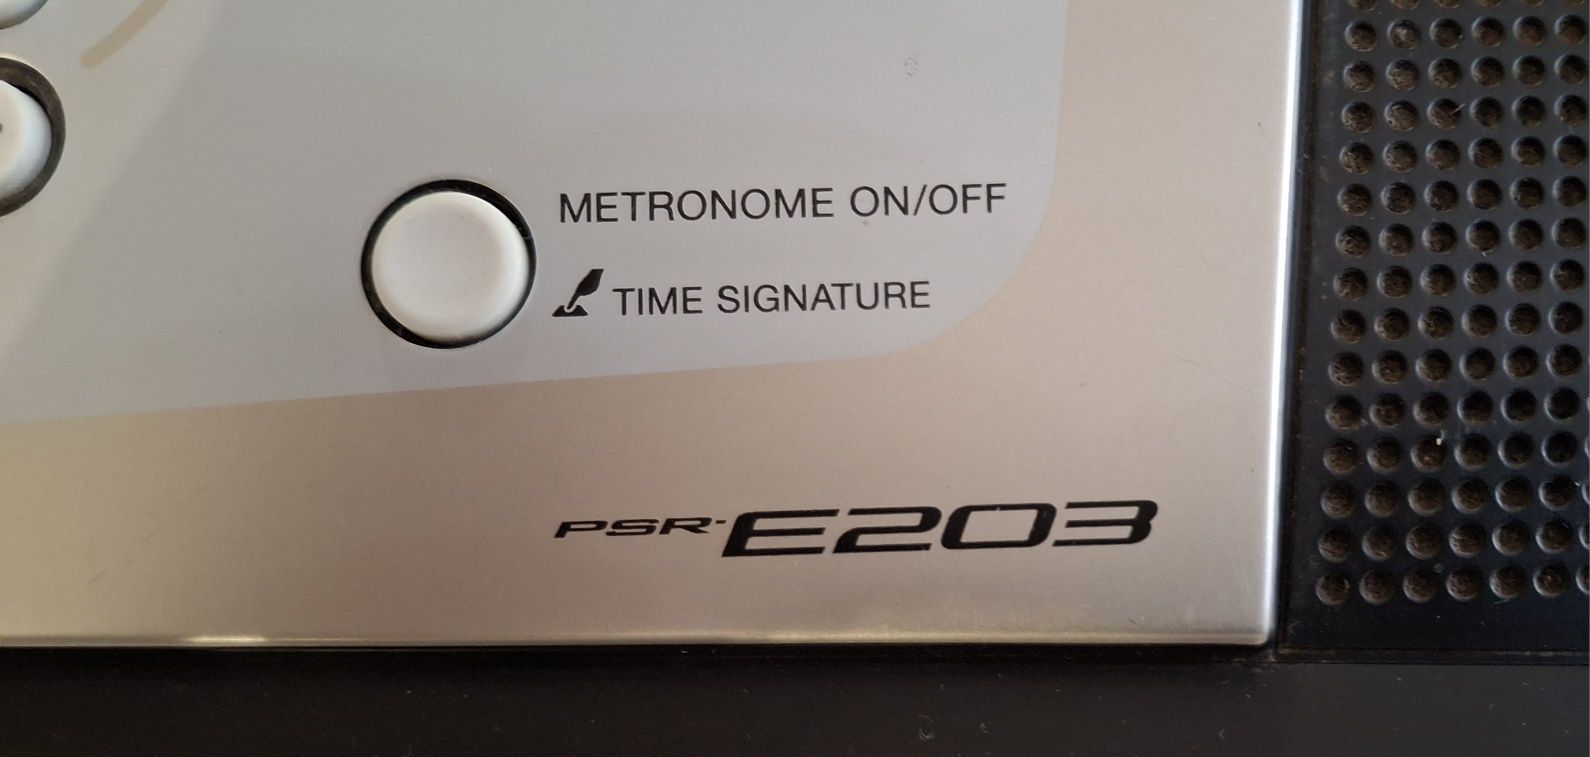 METRONOME ON/OFF
TIME SIGNATURE
PSR-E203